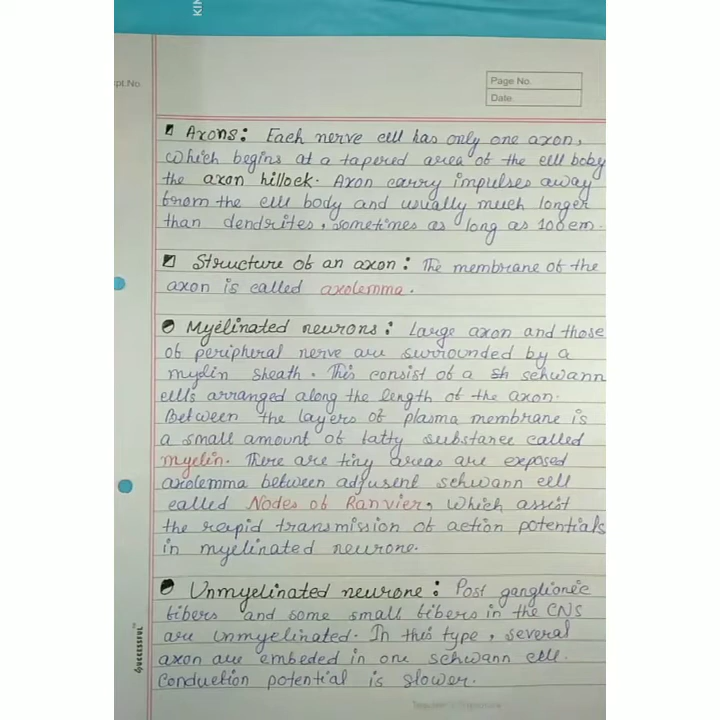 KIN
pt.No.
Page No.
Date.
Axons: Each nerve cell has only one axon,
which begins at a tapered area of the cell body
the axon hillock. Axon carry impulses away
from the cell body and usually much longer
than dendrites, sometimes as long as 100cm.
Structure of an axon: The membrane of the
axon is called axolemma.
Myelinated neurons: Large axon and those
of peripheral nerve are surrounded by a
mylin sheath. This consist of a sh schwann
cells arranged along the length of the axon.
Between the layers of plasma membrane is
a small amount of fatty substance called
myelin. There are tiny areas are exposed
axolemma between adjusent schwann cell
called Nodes of Ranvier, which assist
the rapid transmission of action potentials
in myelinated neurone.
Unmyelinated neurone: Post ganglionic
fibers and some small fibers in the CNS
are unmyelinated. In this type, several
axon are embeded in one schwann cell.
Conduction potential is slower.
SUCCESSFUL